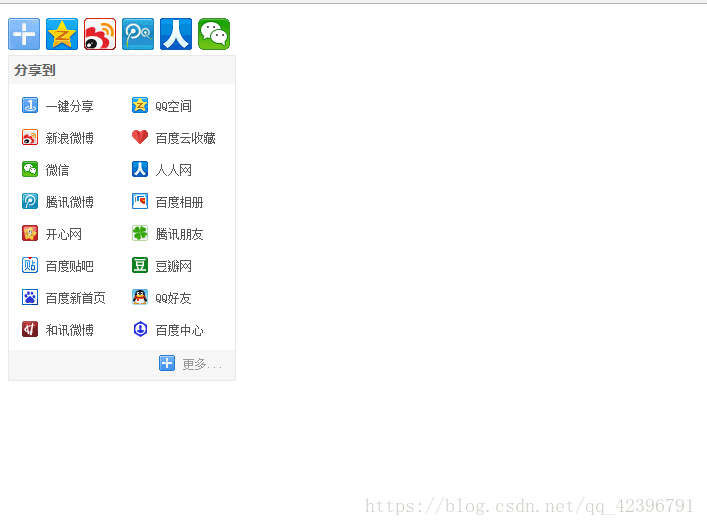 分享到
一键分享 QQ空间
新浪微博 百度云收藏
微信 人人网
腾讯微博 百度相册
开心网 腾讯朋友
贴 百度贴吧 豆 豆瓣网
百度新首页 QQ好友
和讯微博 百度中心
更多...
https://blog.csdn.net/qq_42396791